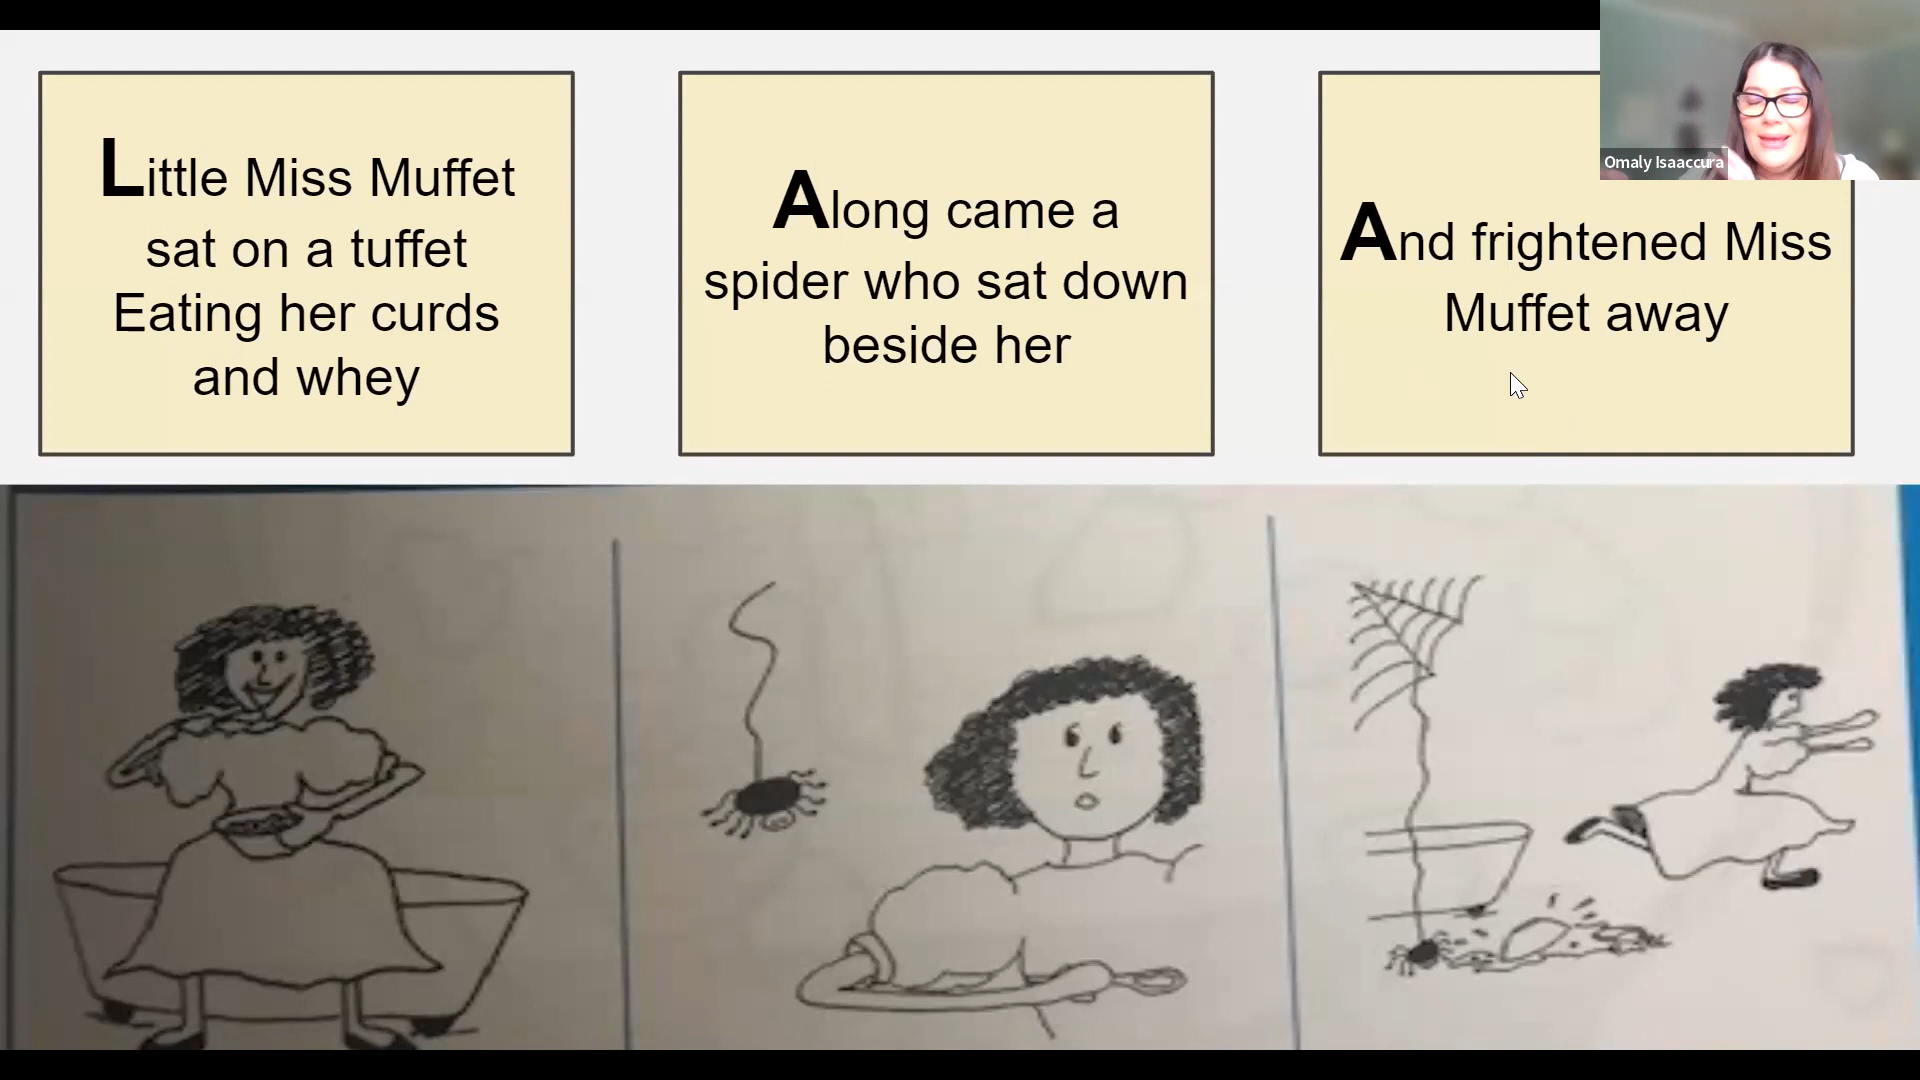 Little Miss Muffet
sat on a tuffet
Eating her curds
and whey
Along came a
spider who sat down
beside her
And frightened Miss
Muffet away
Omaly Isaaccura